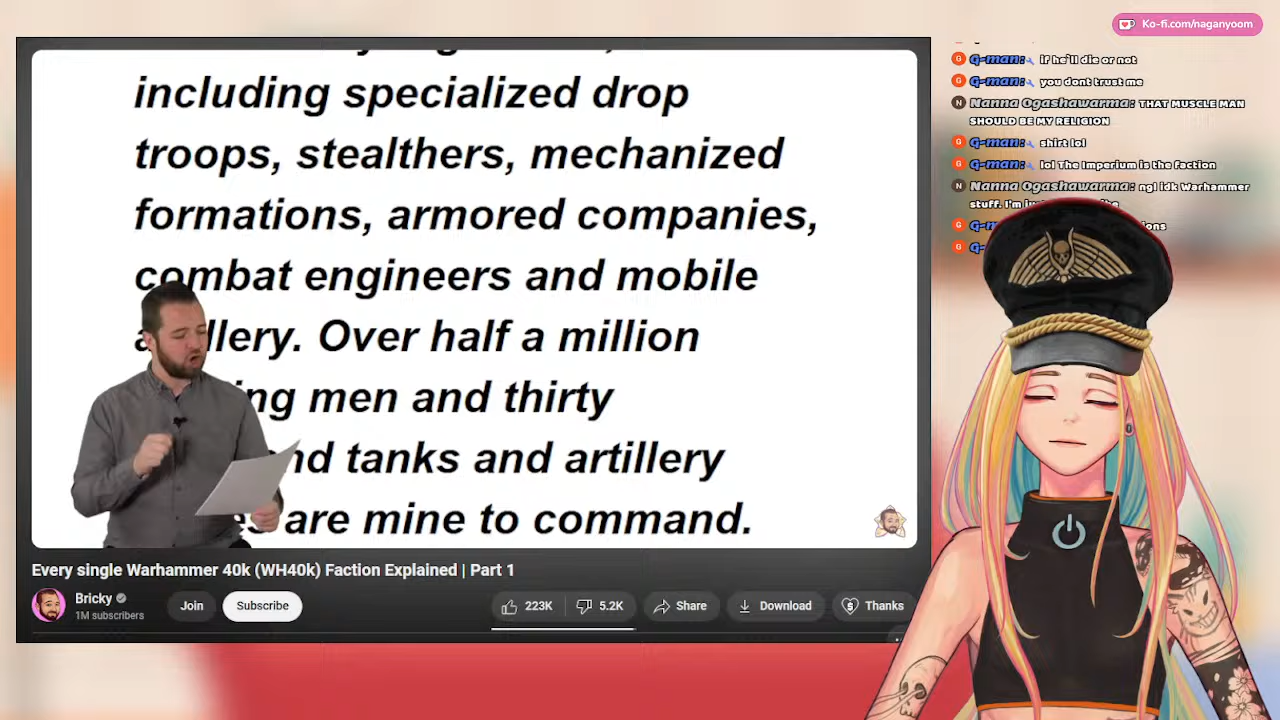 Ko-fi.com/naganyoom
including specialized drop
troops, stealthers, mechanized
formations, armored companies,
combat engineers and mobile
llery. Over half a million
ng men and thirty
nd tanks and artillery
es are mine to command.
Every single Warhammer 40k (WH40k) Faction Explained | Part 1
Bricky
1M subscribers
Join
Subscribe
223K
5.2K
Share
Download
Thanks
G-man: if he'll die or not
G-man: you dont trust me
Nanna Ogashawarma: THAT MUSCLE MAN
SHOULD BE MY RELIGION
G-man: shirt lol
G-man: lol The Imperium is the faction
Nanna Ogashawarma: ngl idk Warhammer
stuff. I'm